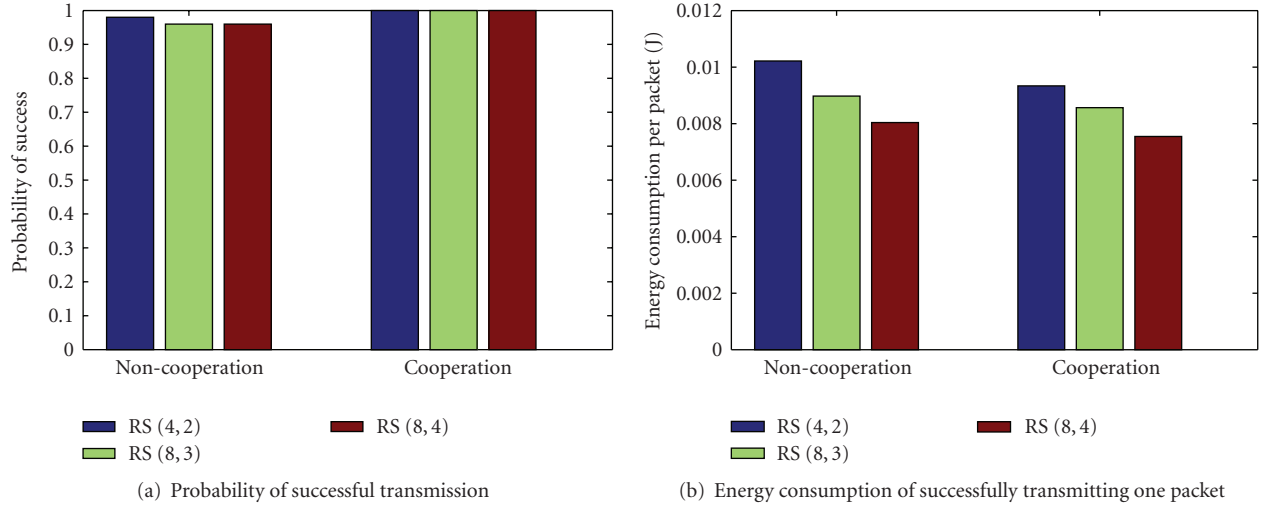 Probability of success
1
0.9
0.8
0.7
0.6
0.5
0.4
0.3
0.2
0.1
0
Non-cooperation
Cooperation
RS (4, 2)
RS (8, 3)
RS (8, 4)
(a) Probability of successful transmission
Energy consumption per packet (J)
0.012
0.01
0.008
0.006
0.004
0.002
0
Non-cooperation
Cooperation
RS (4, 2)
RS (8, 3)
RS (8, 4)
(b) Energy consumption of successfully transmitting one packet